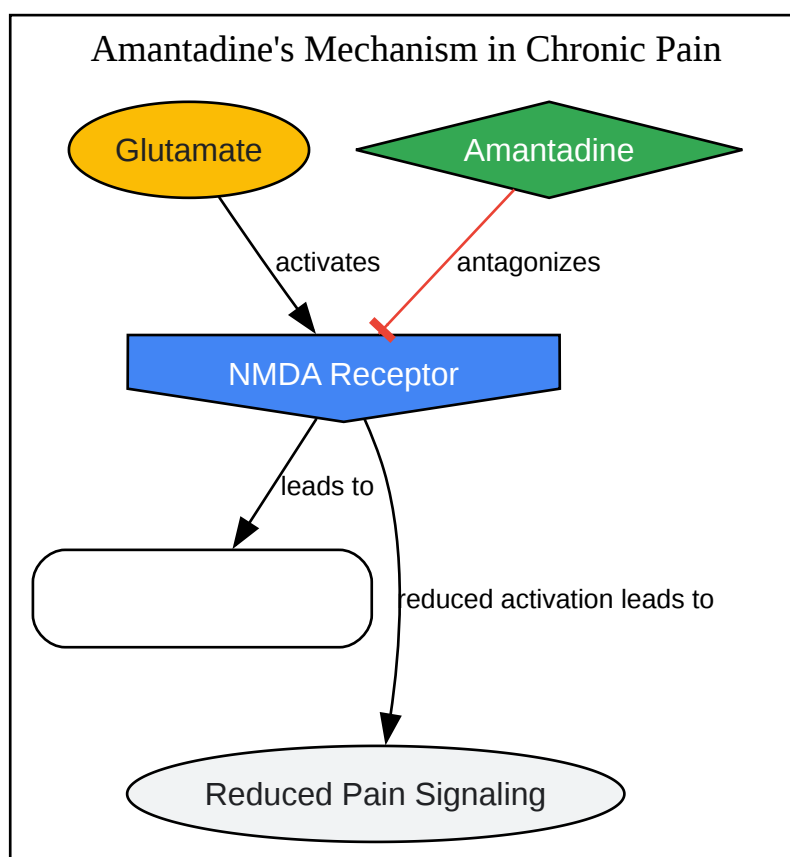 Amantadine's Mechanism in Chronic Pain
Glutamate
Amantadine
activates
antagonizes
NMDA Receptor
leads to
reduced activation leads to
Reduced Pain Signaling